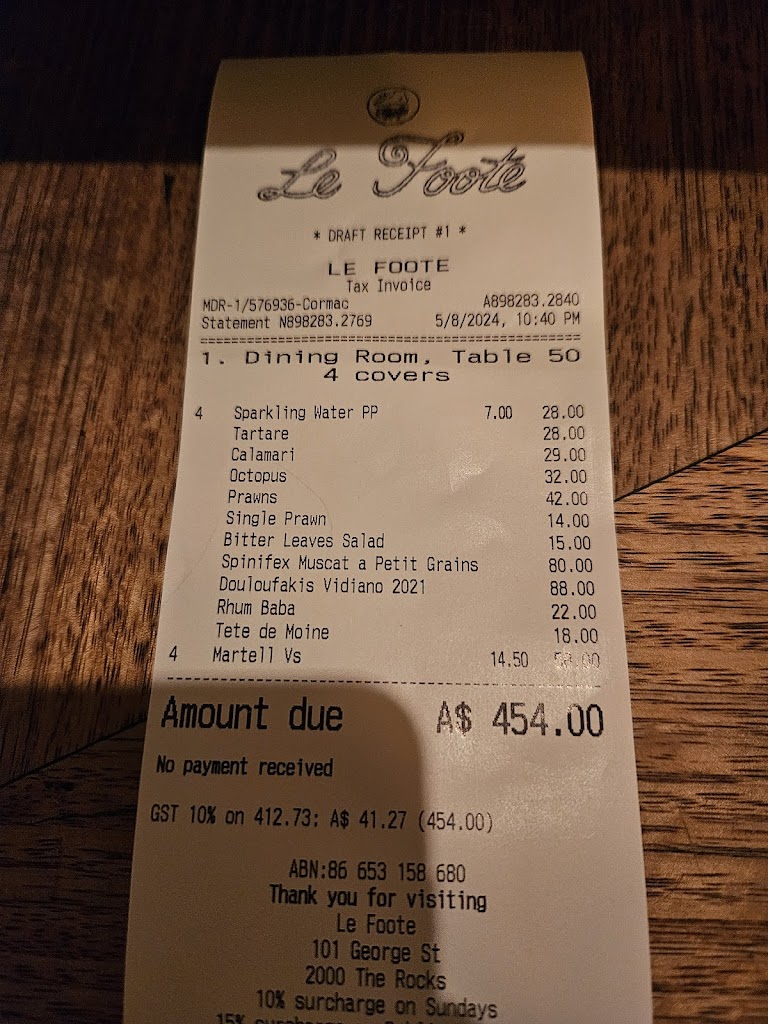 Le Foote
* DRAFT RECEIPT #1 *
LE FOOTE
Tax Invoice
MDR-1/576936-Cormac A898283.2840
Statement N898283.2769 5/8/2024, 10:40 PM
1. Dining Room, Table 50
4 covers
4 Sparkling Water PP 7.00 28.00
Tartare 28.00
Calamari 29.00
Octopus 32.00
Prawns 42.00
Single Prawn 14.00
Bitter Leaves Salad 15.00
Spinifex Muscat a Petit Grains 80.00
Douloufakis Vidiano 2021 88.00
Rhum Baba 22.00
Tete de Moine 18.00
4 Martell Vs 14.50 58.00
Amount due A$ 454.00
No payment received
GST 10% on 412.73: A$ 41.27 (454.00)
ABN:86 653 158 680
Thank you for visiting
Le Foote
101 George St
2000 The Rocks
10% surcharge on Sundays
15% surcharge